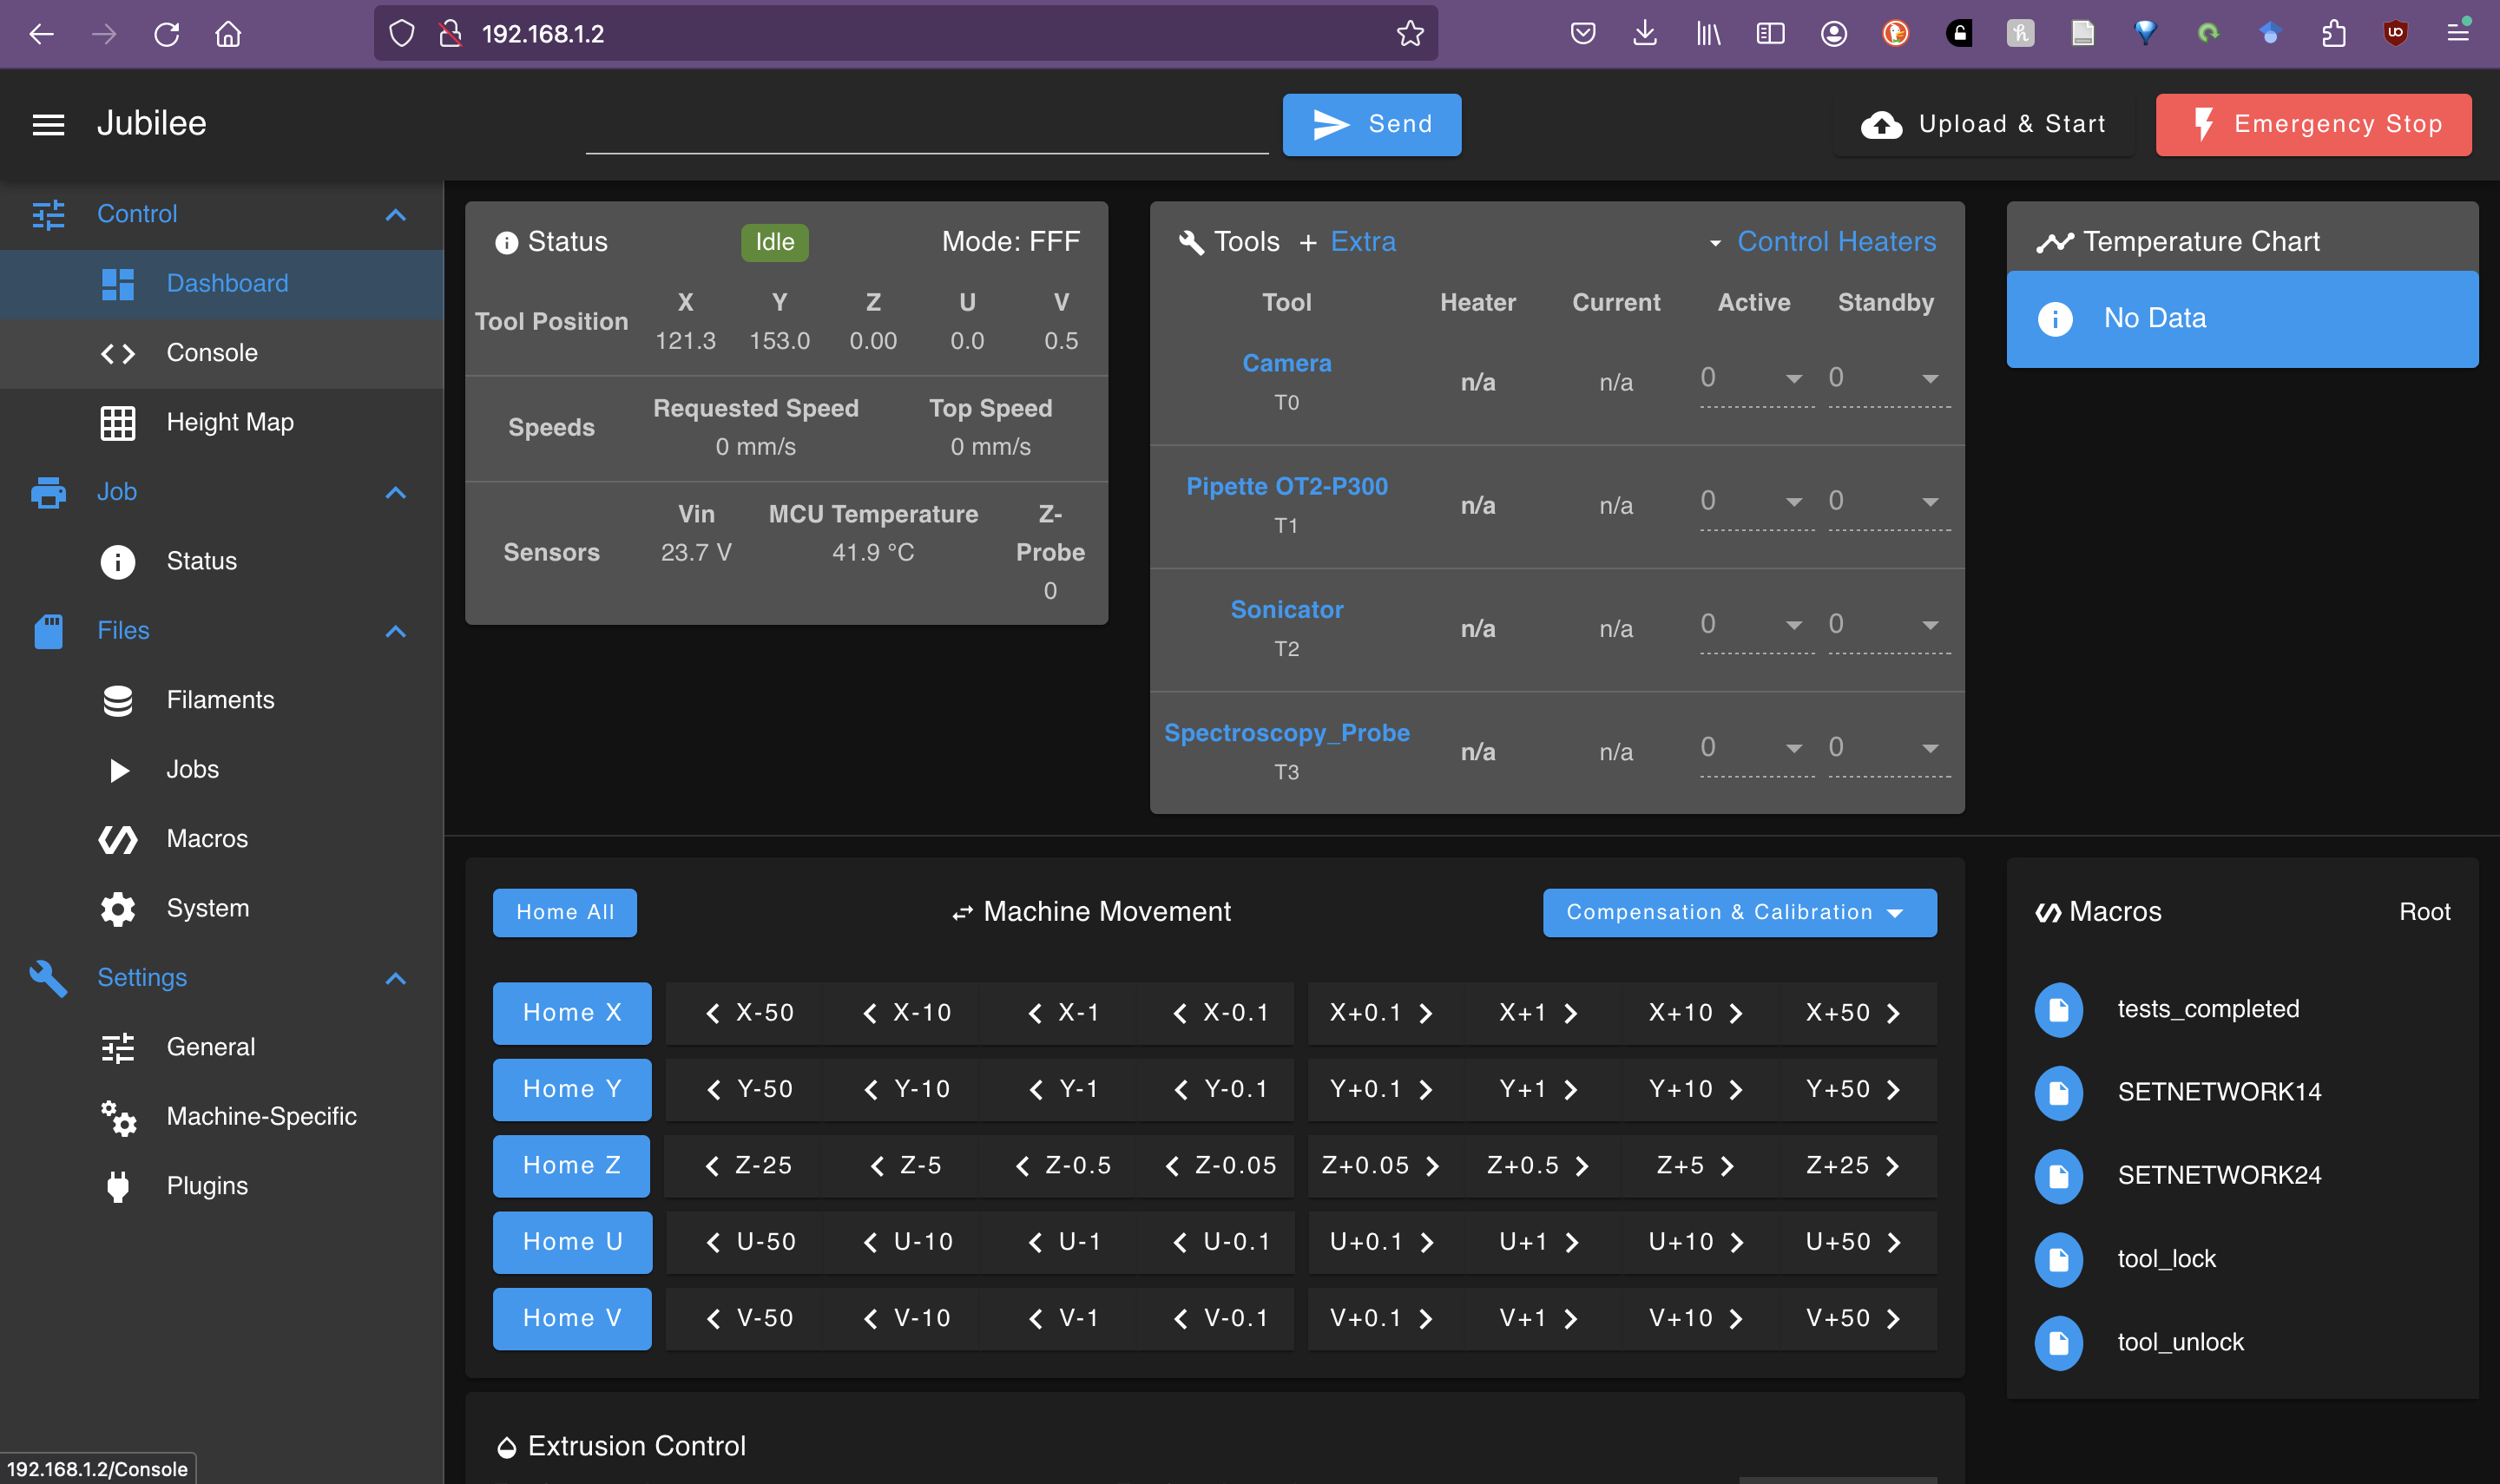 192.168.1.2
Jubilee
Send
Upload & Start
Emergency Stop
Control
Dashboard
Console
Height Map
Job
Status
Files
Filaments
Jobs
Macros
System
Settings
General
Machine-Specific
Plugins
Status Idle Mode: FFF
Tool Position
X Y Z U V
121.3 153.0 0.00 0.0 0.5
Speeds
Requested Speed Top Speed
0 mm/s 0 mm/s
Sensors
Vin MCU Temperature Z-Probe
23.7 V 41.9 °C 0
Tools + Extra Control Heaters
Tool Heater Current Active Standby
Camera
T0
n/a n/a 0 0
Pipette OT2-P300
T1
n/a n/a 0 0
Sonicator
T2
n/a n/a 0 0
Spectroscopy_Probe
T3
n/a n/a 0 0
Temperature Chart
No Data
Home All Machine Movement Compensation & Calibration
Home X X-50 X-10 X-1 X-0.1 X+0.1 X+1 X+10 X+50
Home Y Y-50 Y-10 Y-1 Y-0.1 Y+0.1 Y+1 Y+10 Y+50
Home Z Z-25 Z-5 Z-0.5 Z-0.05 Z+0.05 Z+0.5 Z+5 Z+25
Home U U-50 U-10 U-1 U-0.1 U+0.1 U+1 U+10 U+50
Home V V-50 V-10 V-1 V-0.1 V+0.1 V+1 V+10 V+50
Macros Root
tests_completed
SETNETWORK14
SETNETWORK24
tool_lock
tool_unlock
Extrusion Control
192.168.1.2/Console